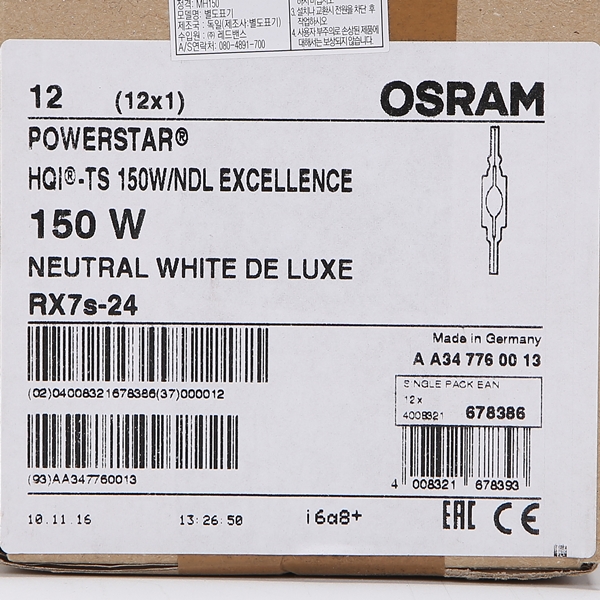 정격: MH150
모델명: 별도표기
제조국: 독일(제조사:별도표기)
수입원: ㈜ 레드밴스
A/S연락처: 080-4891-700
3. 설치나 교환시 전원을 차단 후
작업하시오
4. 사용자 부주의로 손상된 제품에
대해서는 보상되지 않습니다.
12 (12x1)
OSRAM
POWERSTAR®
HQI®-TS 150W/NDL EXCELLENCE
150 W
NEUTRAL WHITE DE LUXE
RX7s-24
Made in Germany
A A34 776 00 13
(02)04008321678386(37)000012
SINGLE PACK EAN
12 x
4008321 678386
(93)AA347760013
4 008321 678393
10.11.16 13:26:50 i6a8+
EAC CE